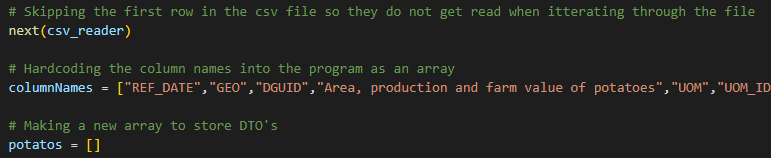 # Skipping the first row in the csv file so they do not get read when itterating through the file
next(csv_reader)
# Hardcoding the column names into the program as an array
columnNames = ["REF_DATE","GEO","DGUID","Area, production and farm value of potatoes","UOM","UOM_ID
# Making a new array to store DTO's
potatos = []